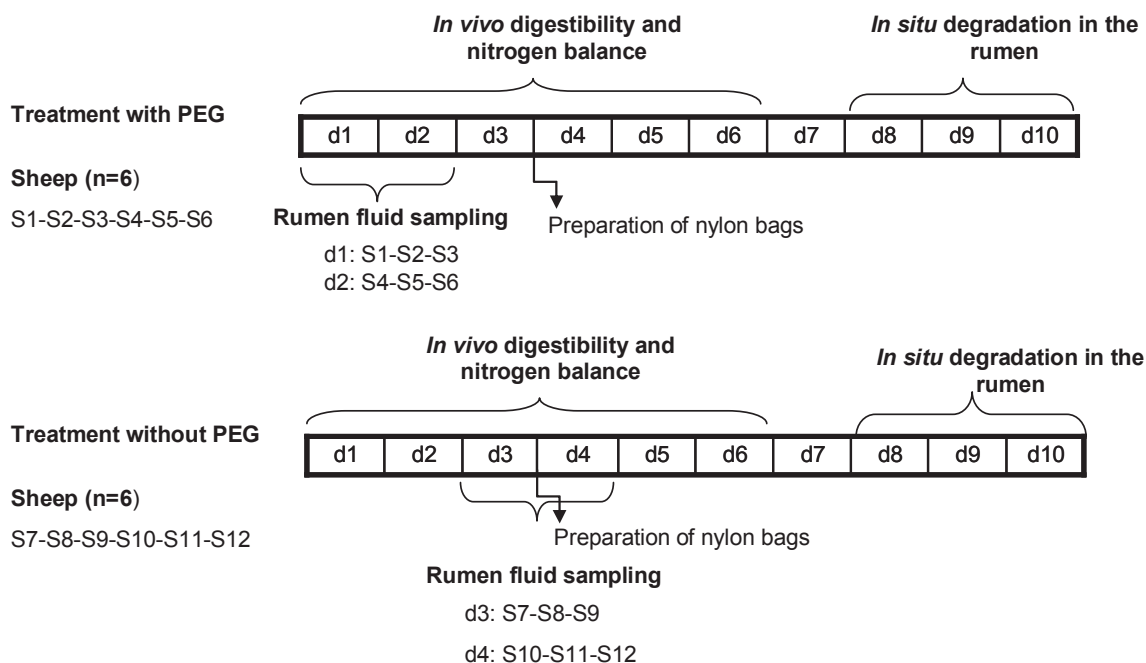 In vivo digestibility and
nitrogen balance
In situ degradation in the
rumen
Treatment with PEG
d1 d2 d3 d4 d5 d6 d7 d8 d9 d10
Sheep (n=6)
S1-S2-S3-S4-S5-S6
Rumen fluid sampling
d1: S1-S2-S3
d2: S4-S5-S6
Preparation of nylon bags
In vivo digestibility and
nitrogen balance
In situ degradation in the
rumen
Treatment without PEG
d1 d2 d3 d4 d5 d6 d7 d8 d9 d10
Sheep (n=6)
S7-S8-S9-S10-S11-S12
Preparation of nylon bags
Rumen fluid sampling
d3: S7-S8-S9
d4: S10-S11-S12